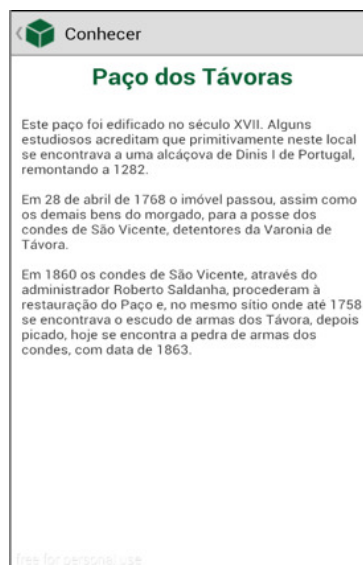 Conhecer
Paço dos Távoras
Este paço foi edificado no século XVII. Alguns
estudiosos acreditam que primitivamente neste local
se encontrava a uma alcáçova de Dinis I de Portugal,
remontando a 1282.
Em 28 de abril de 1768 o imóvel passou, assim como
os demais bens do morgado, para a posse dos
condes de São Vicente, detentores da Varonia de
Távora.
Em 1860 os condes de São Vicente, através do
administrador Roberto Saldanha, procederam à
restauração do Paço e, no mesmo sítio onde até 1758
se encontrava o escudo de armas dos Távora, depois
picado, hoje se encontra a pedra de armas dos
condes, com data de 1863.
free for personal use